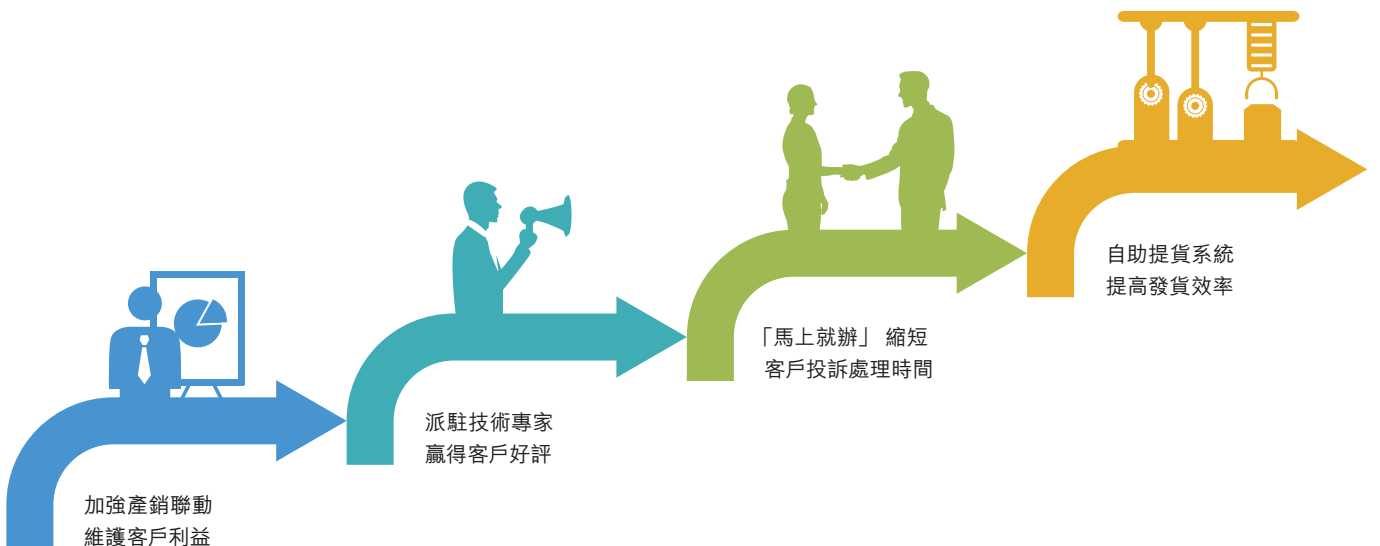 加強產銷聯動
維護客戶利益
派駐技術專家
贏得客戶好評
「馬上就辦」 縮短
客戶投訴處理時間
自助提貨系統
提高發貨效率